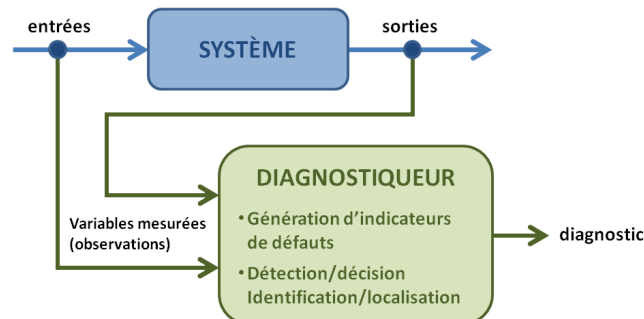 entrées
SYSTÈME
sorties
DIAGNOSTIQUEUR
• Génération d'indicateurs
de défauts
• Détection/décision
Identification/localisation
Variables mesurées
(observations)
diagnostic